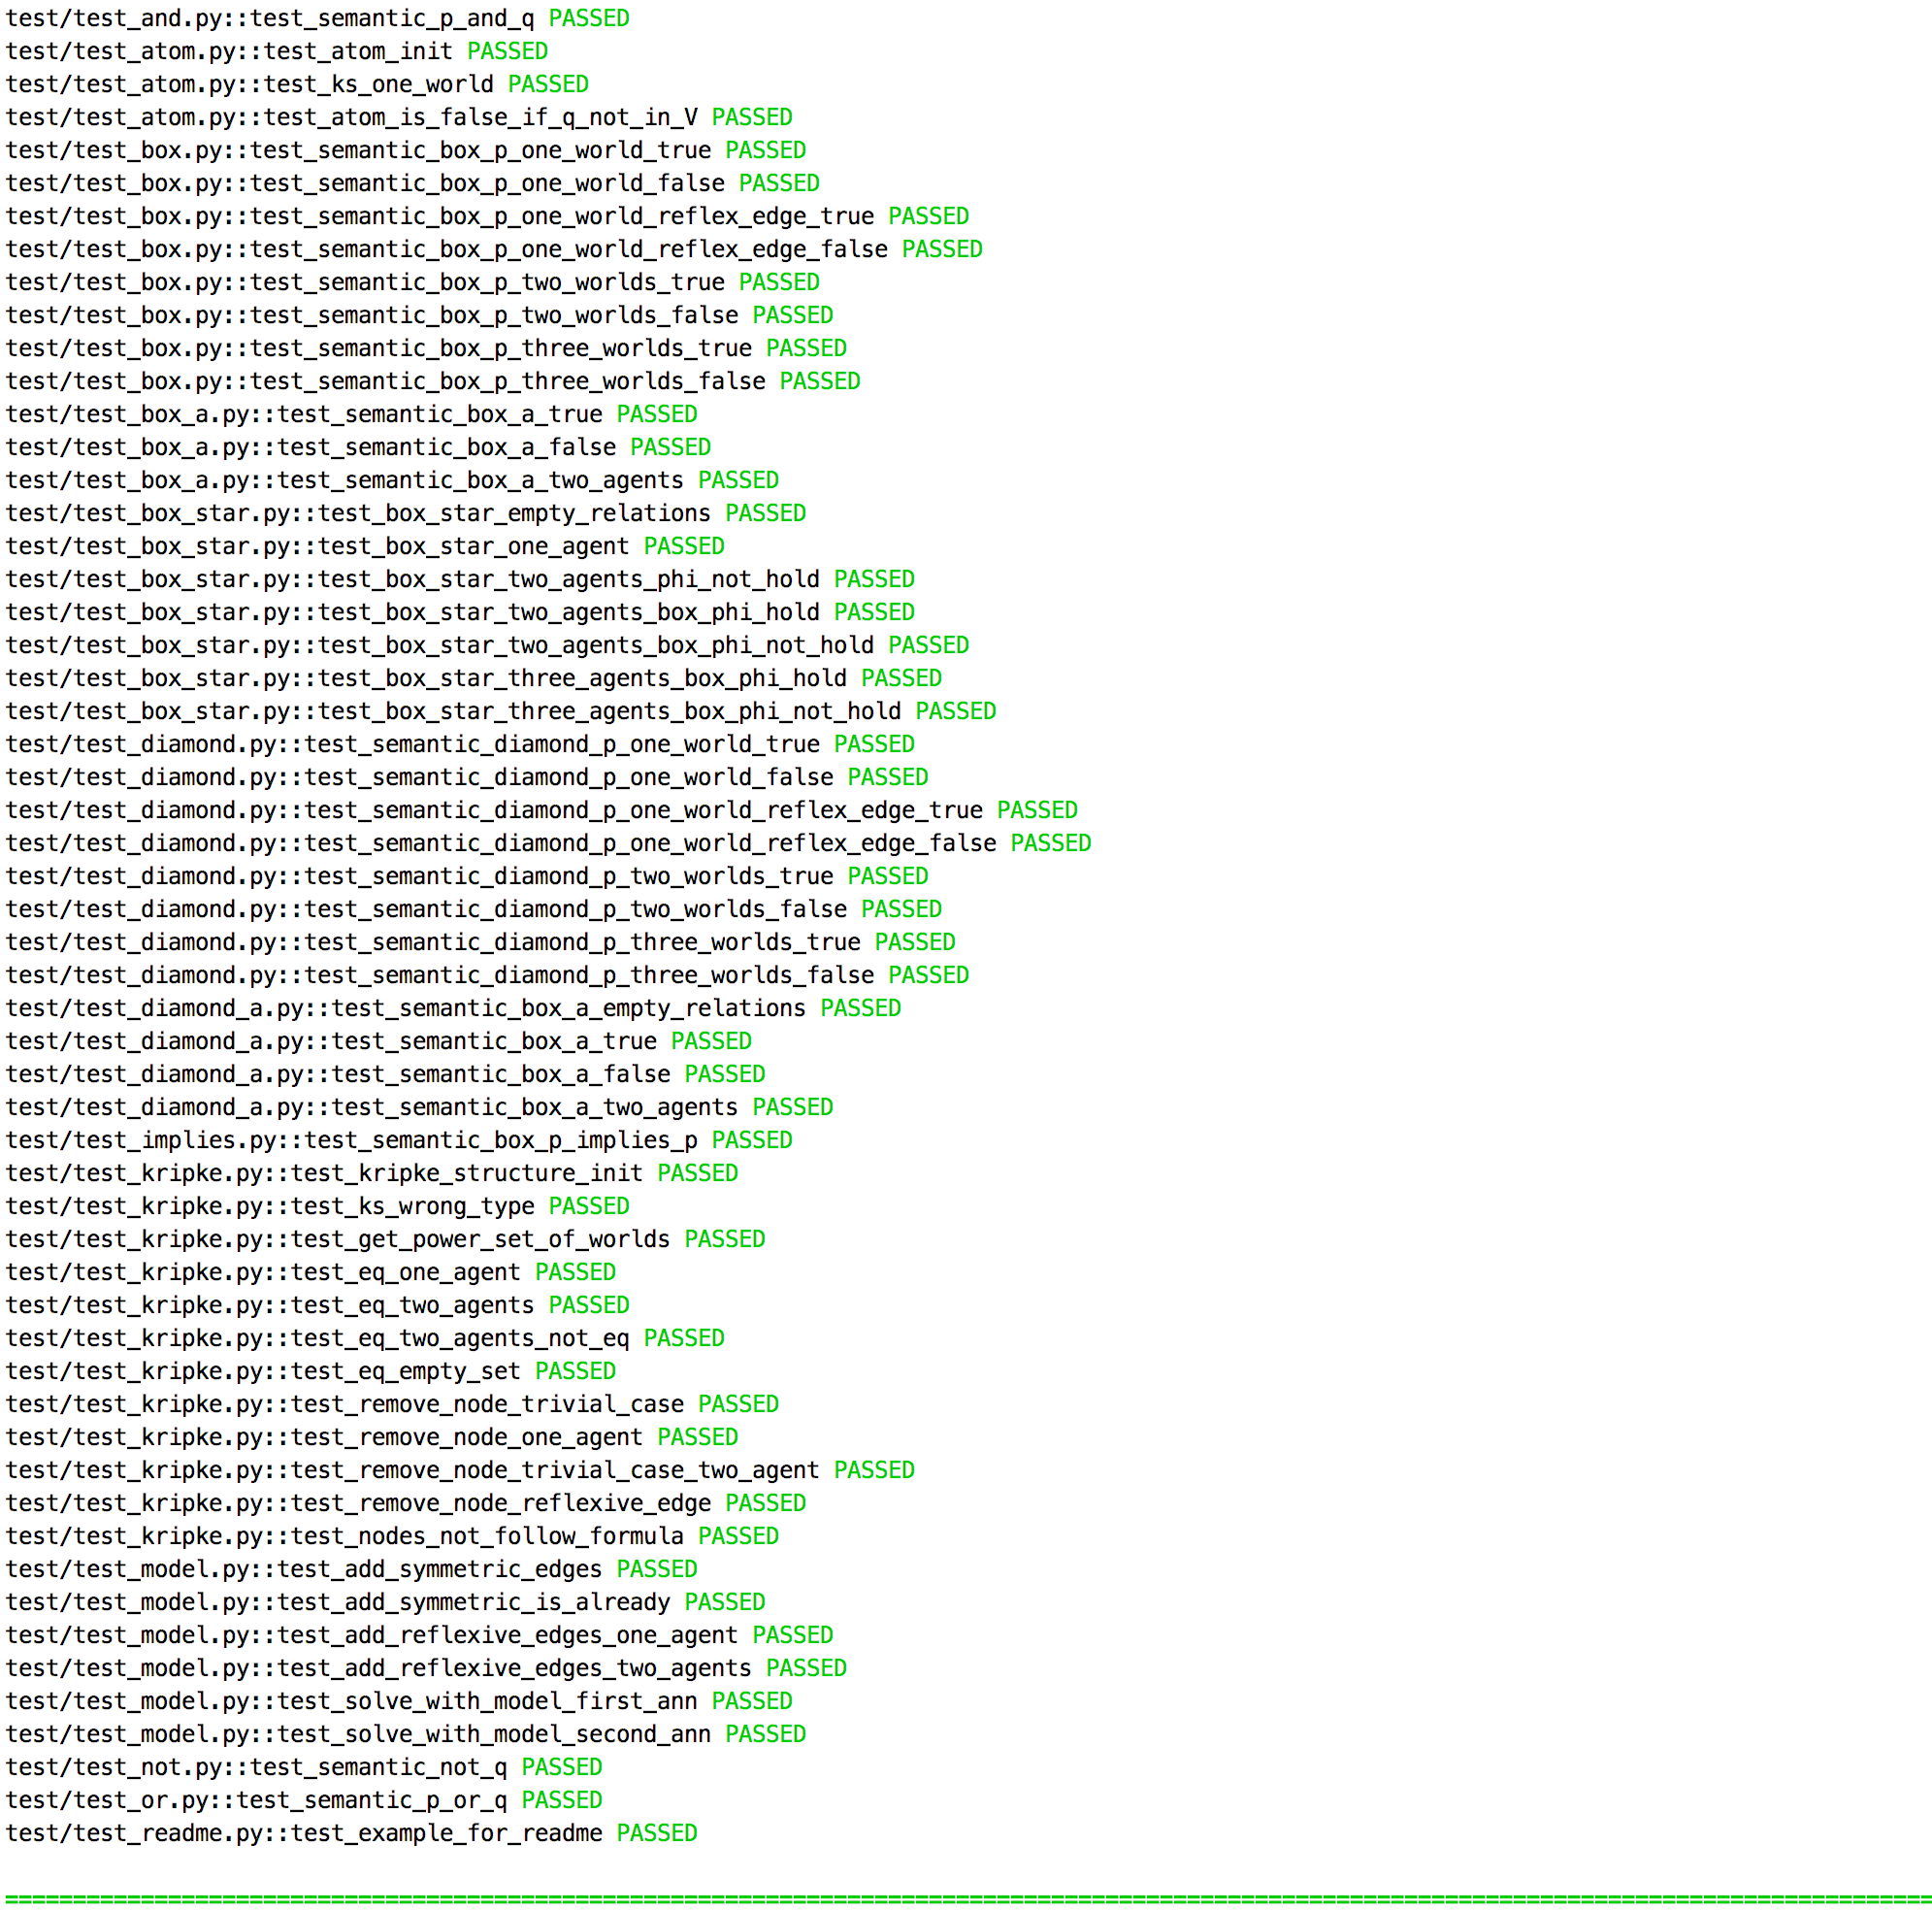 test/test_and.py::test_semantic_p_and_q PASSED
test/test_atom.py::test_atom_init PASSED
test/test_atom.py::test_ks_one_world PASSED
test/test_atom.py::test_atom_is_false_if_q_not_in_V PASSED
test/test_box.py::test_semantic_box_p_one_world_true PASSED
test/test_box.py::test_semantic_box_p_one_world_false PASSED
test/test_box.py::test_semantic_box_p_one_world_reflex_edge_true PASSED
test/test_box.py::test_semantic_box_p_one_world_reflex_edge_false PASSED
test/test_box.py::test_semantic_box_p_two_worlds_true PASSED
test/test_box.py::test_semantic_box_p_two_worlds_false PASSED
test/test_box.py::test_semantic_box_p_three_worlds_true PASSED
test/test_box.py::test_semantic_box_p_three_worlds_false PASSED
test/test_box_a.py::test_semantic_box_a_true PASSED
test/test_box_a.py::test_semantic_box_a_false PASSED
test/test_box_a.py::test_semantic_box_a_two_agents PASSED
test/test_box_star.py::test_box_star_empty_relations PASSED
test/test_box_star.py::test_box_star_one_agent PASSED
test/test_box_star.py::test_box_star_two_agents_phi_not_hold PASSED
test/test_box_star.py::test_box_star_two_agents_box_phi_hold PASSED
test/test_box_star.py::test_box_star_two_agents_box_phi_not_hold PASSED
test/test_box_star.py::test_box_star_three_agents_box_phi_hold PASSED
test/test_box_star.py::test_box_star_three_agents_box_phi_not_hold PASSED
test/test_diamond.py::test_semantic_diamond_p_one_world_true PASSED
test/test_diamond.py::test_semantic_diamond_p_one_world_false PASSED
test/test_diamond.py::test_semantic_diamond_p_one_world_reflex_edge_true PASSED
test/test_diamond.py::test_semantic_diamond_p_one_world_reflex_edge_false PASSED
test/test_diamond.py::test_semantic_diamond_p_two_worlds_true PASSED
test/test_diamond.py::test_semantic_diamond_p_two_worlds_false PASSED
test/test_diamond.py::test_semantic_diamond_p_three_worlds_true PASSED
test/test_diamond.py::test_semantic_diamond_p_three_worlds_false PASSED
test/test_diamond_a.py::test_semantic_box_a_empty_relations PASSED
test/test_diamond_a.py::test_semantic_box_a_true PASSED
test/test_diamond_a.py::test_semantic_box_a_false PASSED
test/test_diamond_a.py::test_semantic_box_a_two_agents PASSED
test/test_implies.py::test_semantic_box_p_implies_p PASSED
test/test_kripke.py::test_kripke_structure_init PASSED
test/test_kripke.py::test_ks_wrong_type PASSED
test/test_kripke.py::test_get_power_set_of_worlds PASSED
test/test_kripke.py::test_eq_one_agent PASSED
test/test_kripke.py::test_eq_two_agents PASSED
test/test_kripke.py::test_eq_two_agents_not_eq PASSED
test/test_kripke.py::test_eq_empty_set PASSED
test/test_kripke.py::test_remove_node_trivial_case PASSED
test/test_kripke.py::test_remove_node_one_agent PASSED
test/test_kripke.py::test_remove_node_trivial_case_two_agent PASSED
test/test_kripke.py::test_remove_node_reflexive_edge PASSED
test/test_kripke.py::test_nodes_not_follow_formula PASSED
test/test_model.py::test_add_symmetric_edges PASSED
test/test_model.py::test_add_symmetric_is_already PASSED
test/test_model.py::test_add_reflexive_edges_one_agent PASSED
test/test_model.py::test_add_reflexive_edges_two_agents PASSED
test/test_model.py::test_solve_with_model_first_ann PASSED
test/test_model.py::test_solve_with_model_second_ann PASSED
test/test_not.py::test_semantic_not_q PASSED
test/test_or.py::test_semantic_p_or_q PASSED
test/test_readme.py::test_example_for_readme PASSED
==============================================================================================================================================